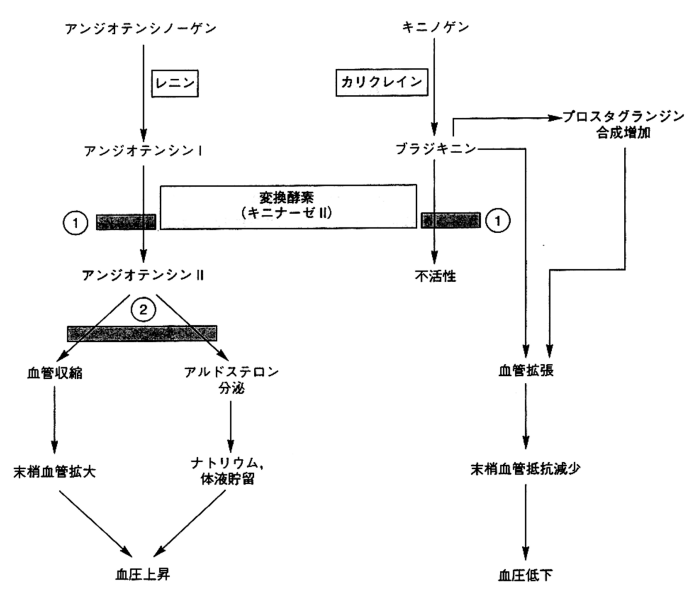 アンジオテンシノーゲン
キニノゲン
レニン
カリクレイン
プロスタグランジン
合成増加
アンジオテンシンⅠ
ブラジキニン
変換酵素
(キニナーゼⅡ)
①
①
アンジオテンシンⅡ
不活性
②
血管収縮
アルドステロン
分泌
血管拡張
末梢血管拡大
ナトリウム,
体液貯留
末梢血管抵抗減少
血圧上昇
血圧低下